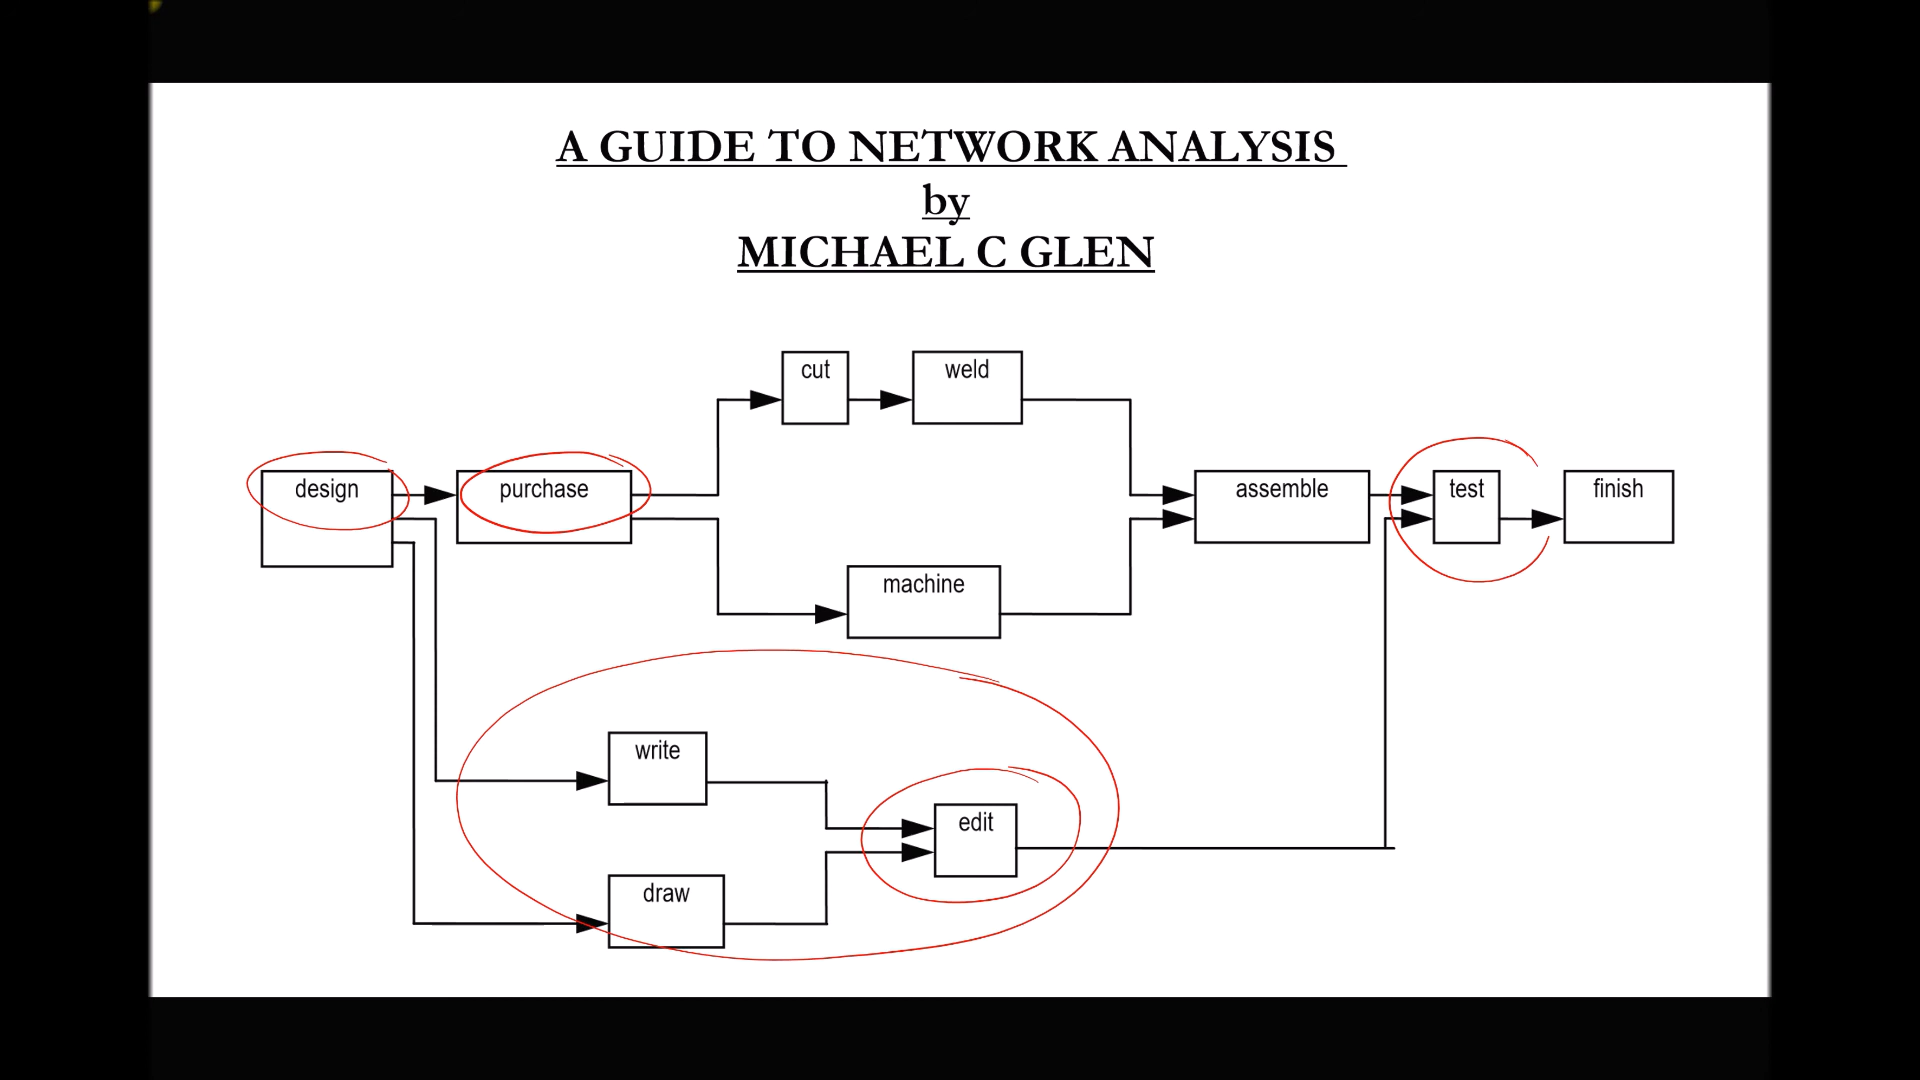 A GUIDE TO NETWORK ANALYSIS
by
MICHAEL C GLEN
cut
weld
design
purchase
assemble
test
finish
machine
write
edit
draw